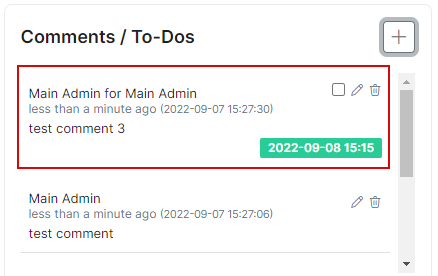 Comments / To-Dos
Main Admin for Main Admin
less than a minute ago (2022-09-07 15:27:30)
test comment 3
2022-09-08 15:15
Main Admin
less than a minute ago (2022-09-07 15:27:06)
test comment